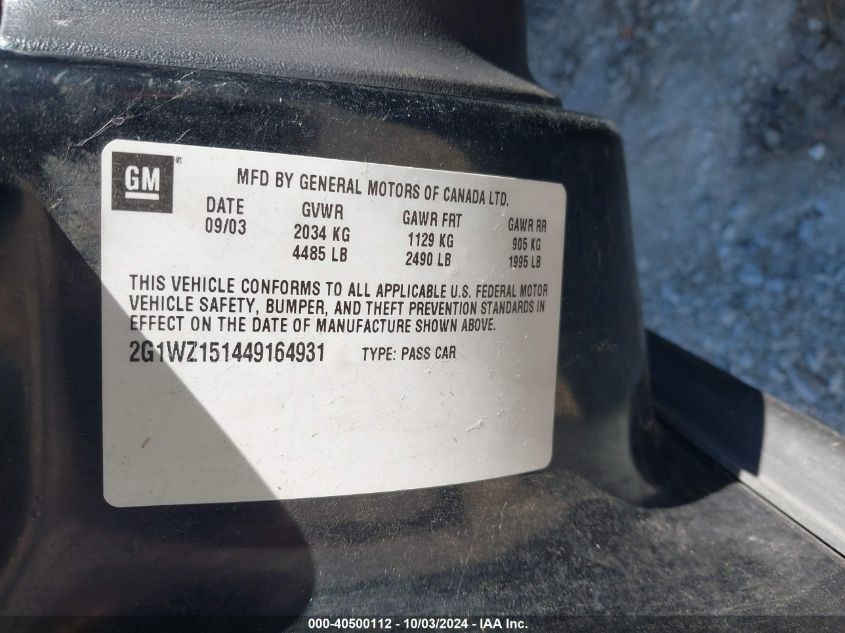 GM®
MFD BY GENERAL MOTORS OF CANADA LTD.
DATE GVWR GAWR FRT GAWR RR
09/03 2034 KG 1129 KG 905 KG
4485 LB 2490 LB 1995 LB
THIS VEHICLE CONFORMS TO ALL APPLICABLE U.S. FEDERAL MOTOR
VEHICLE SAFETY, BUMPER, AND THEFT PREVENTION STANDARDS IN
EFFECT ON THE DATE OF MANUFACTURE SHOWN ABOVE.
2G1WZ151449164931 TYPE: PASS CAR
000-40500112 - 10/03/2024 - IAA Inc.